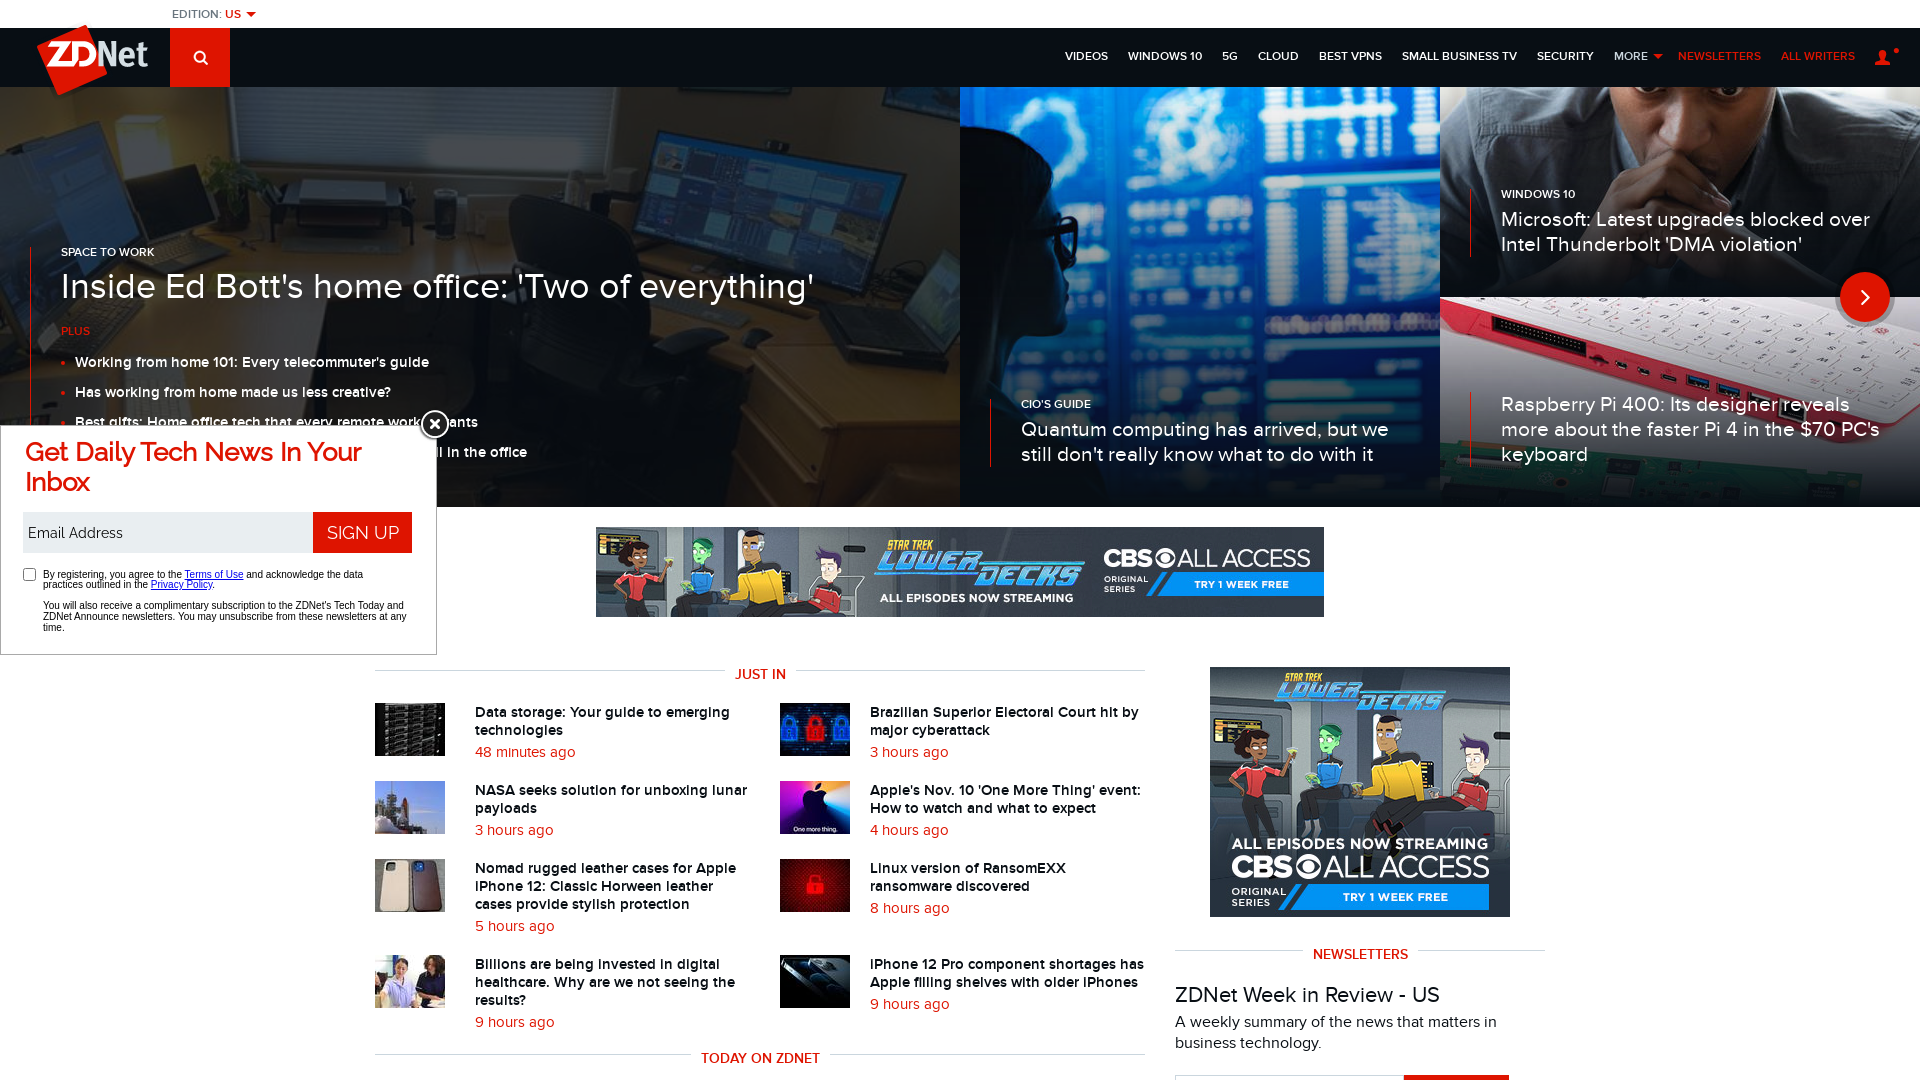 EDITION: US
ZDNet
VIDEOS
WINDOWS 10
5G
CLOUD
BEST VPNS
SMALL BUSINESS TV
SECURITY
MORE
NEWSLETTERS
ALL WRITERS
SPACE TO WORK
Inside Ed Bott's home office: 'Two of everything'
PLUS
Working from home 101: Every telecommuter's guide
Has working from home made us less creative?
Best gifts: Home office tech that every remote work ants
ll in the office
CIO'S GUIDE
Quantum computing has arrived, but we
still don't really know what to do with it
WINDOWS 10
Microsoft: Latest upgrades blocked over
Intel Thunderbolt 'DMA violation'
Raspberry Pi 400: Its designer reveals
more about the faster Pi 4 in the $70 PC's
keyboard
Get Daily Tech News In Your
Inbox
Email Address
SIGN UP
By registering, you agree to the Terms of Use and acknowledge the data
practices outlined in the Privacy Policy.
You will also receive a complimentary subscription to the ZDNet's Tech Today and
ZDNet Announce newsletters. You may unsubscribe from these newsletters at any
time.
STAR TREK
LOWER DECKS
ALL EPISODES NOW STREAMING
CBS ALL ACCESS
ORIGINAL
SERIES
TRY 1 WEEK FREE
JUST IN
Data storage: Your guide to emerging
technologies
48 minutes ago
Brazilian Superior Electoral Court hit by
major cyberattack
3 hours ago
NASA seeks solution for unboxing lunar
payloads
3 hours ago
One more thing.
Apple's Nov. 10 'One More Thing' event:
How to watch and what to expect
4 hours ago
Nomad rugged leather cases for Apple
iPhone 12: Classic Horween leather
cases provide stylish protection
5 hours ago
Linux version of RansomEXX
ransomware discovered
8 hours ago
Billions are being invested in digital
healthcare. Why are we not seeing the
results?
9 hours ago
iPhone 12 Pro component shortages has
Apple filling shelves with older iPhones
9 hours ago
TODAY ON ZDNET
STAR TREK
LOWER DECKS
ALL EPISODES NOW STREAMING
CBS ALL ACCESS
ORIGINAL
SERIES
TRY 1 WEEK FREE
NEWSLETTERS
ZDNet Week in Review - US
A weekly summary of the news that matters in
business technology.